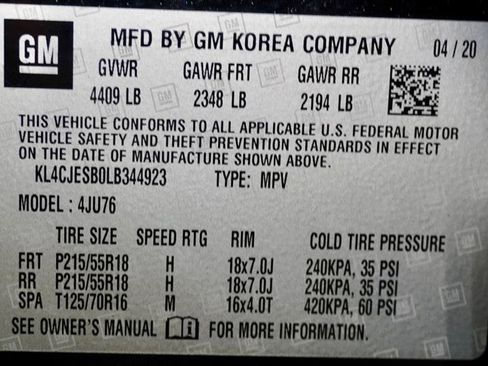 GM MFD BY GM KOREA COMPANY 04/20
GVWR GAWR FRT GAWR RR
4409 LB 2348 LB 2194 LB
THIS VEHICLE CONFORMS TO ALL APPLICABLE U.S. FEDERAL MOTOR
VEHICLE SAFETY AND THEFT PREVENTION STANDARDS IN EFFECT
ON THE DATE OF MANUFACTURE SHOWN ABOVE.
KL4CJESB0LB344923 TYPE: MPV
MODEL : 4JU76
TIRE SIZE SPEED RTG RIM COLD TIRE PRESSURE
FRT P215/55R18 H 18x7.0J 240KPA, 35 PSI
RR P215/55R18 H 18x7.0J 240KPA, 35 PSI
SPA T125/70R16 M 16x4.0T 420KPA, 60 PSI
SEE OWNER'S MANUAL FOR MORE INFORMATION.